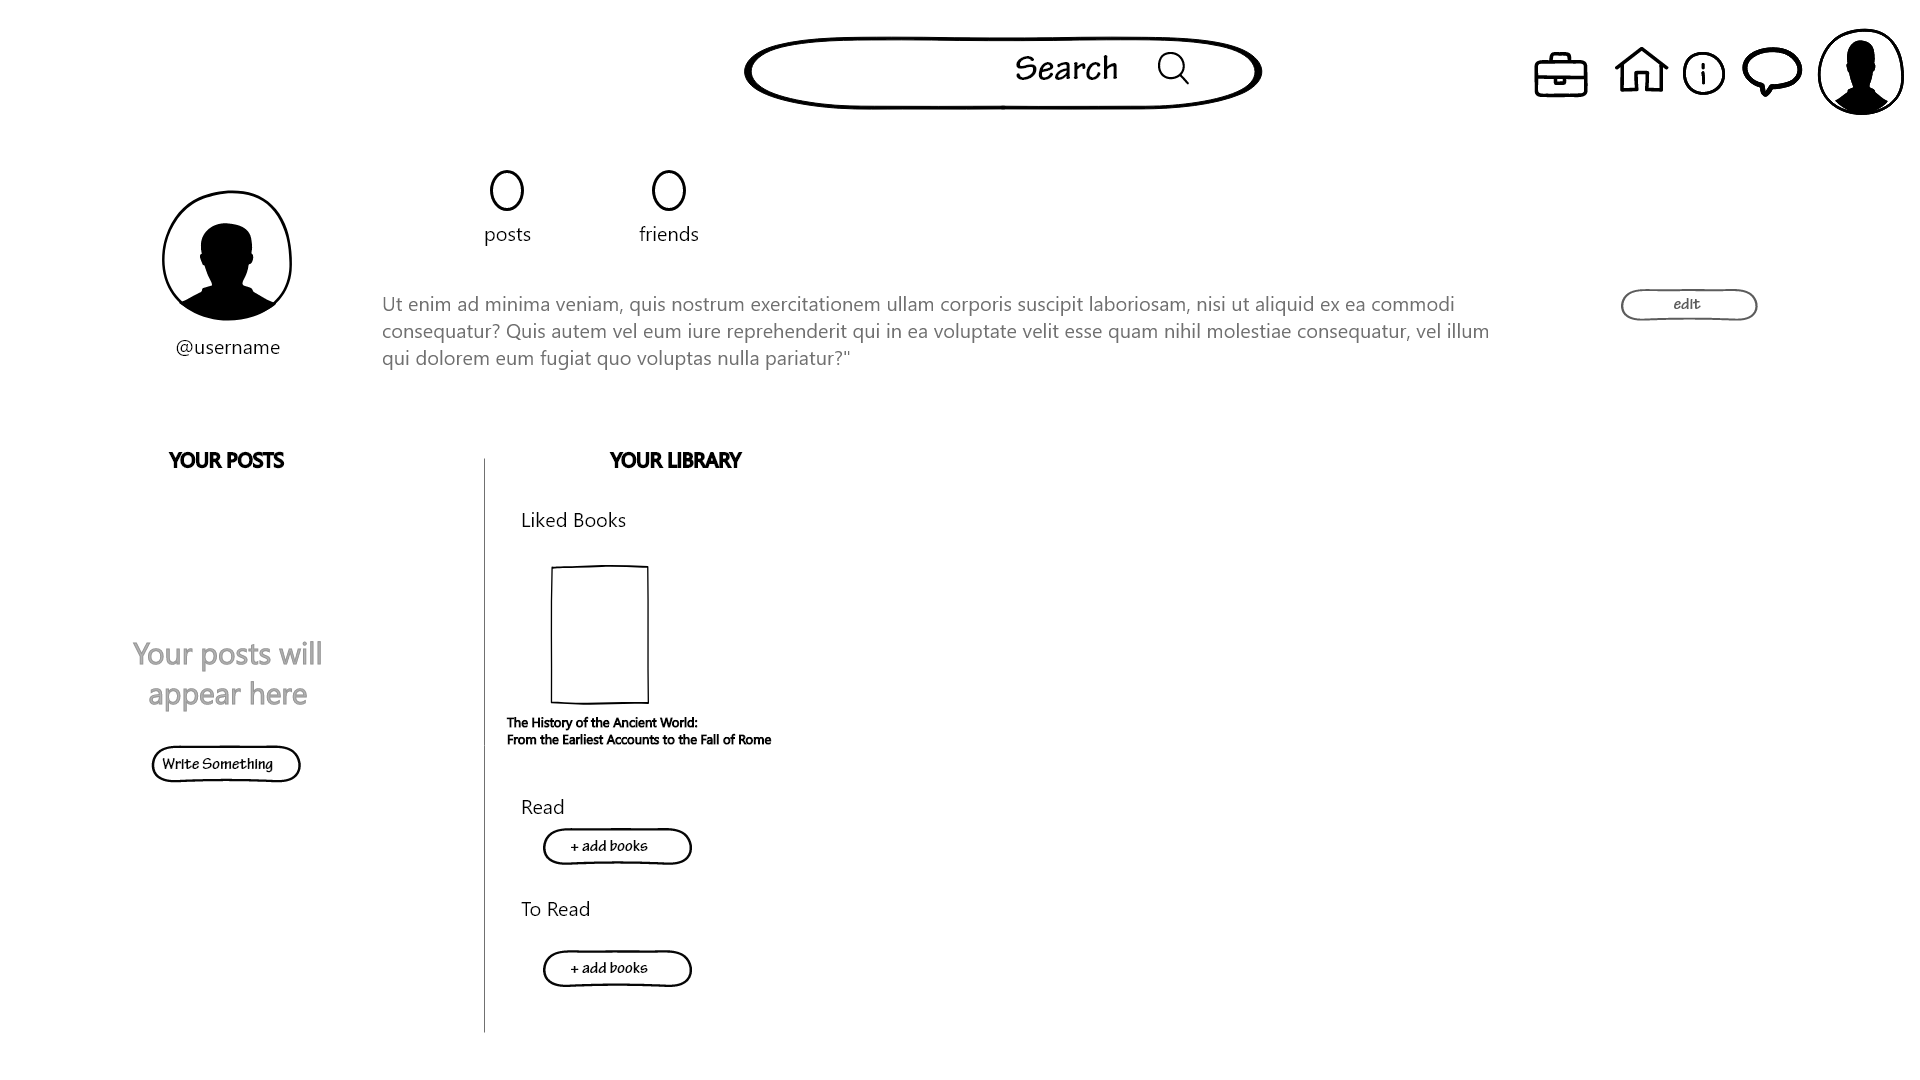 Search
0
0
posts
friends
@username
Ut enim ad minima veniam, quis nostrum exercitationem ullam corporis suscipit laboriosam, nisi ut aliquid ex ea commodi
consequatur? Quis autem vel eum iure reprehenderit qui in ea voluptate velit esse quam nihil molestiae consequatur, vel illum
qui dolorem eum fugiat quo voluptas nulla pariatur?"
edit
YOUR POSTS
Your posts will
appear here
Write Something
YOUR LIBRARY
Liked Books
The History of the Ancient World:
From the Earliest Accounts to the Fall of Rome
Read
+ add books
To Read
+ add books